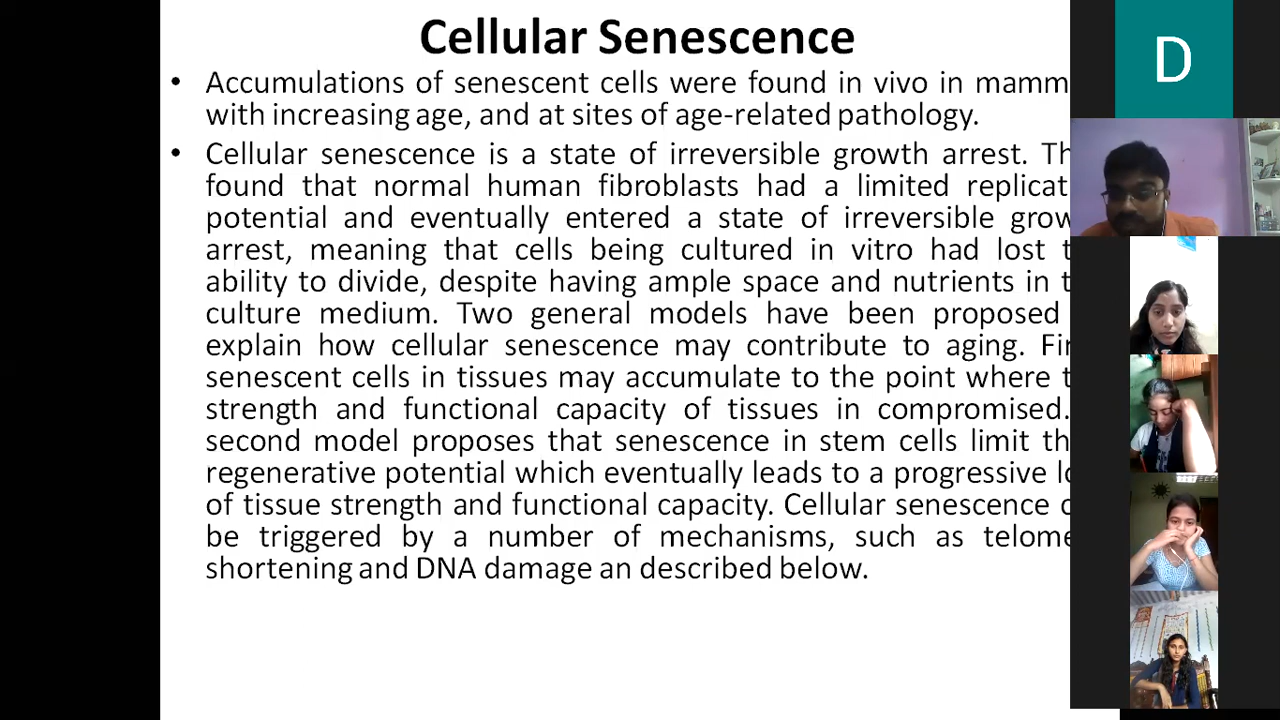 Cellular Senescence
• Accumulations of senescent cells were found in vivo in mamm
with increasing age, and at sites of age-related pathology.
• Cellular senescence is a state of irreversible growth arrest. Th
found that normal human fibroblasts had a limited replicat
potential and eventually entered a state of irreversible grow
arrest, meaning that cells being cultured in vitro had lost t
ability to divide, despite having ample space and nutrients in t
culture medium. Two general models have been proposed
explain how cellular senescence may contribute to aging. Fir
senescent cells in tissues may accumulate to the point where t
strength and functional capacity of tissues in compromised.
second model proposes that senescence in stem cells limit th
regenerative potential which eventually leads to a progressive lo
of tissue strength and functional capacity. Cellular senescence c
be triggered by a number of mechanisms, such as telome
shortening and DNA damage an described below.
D